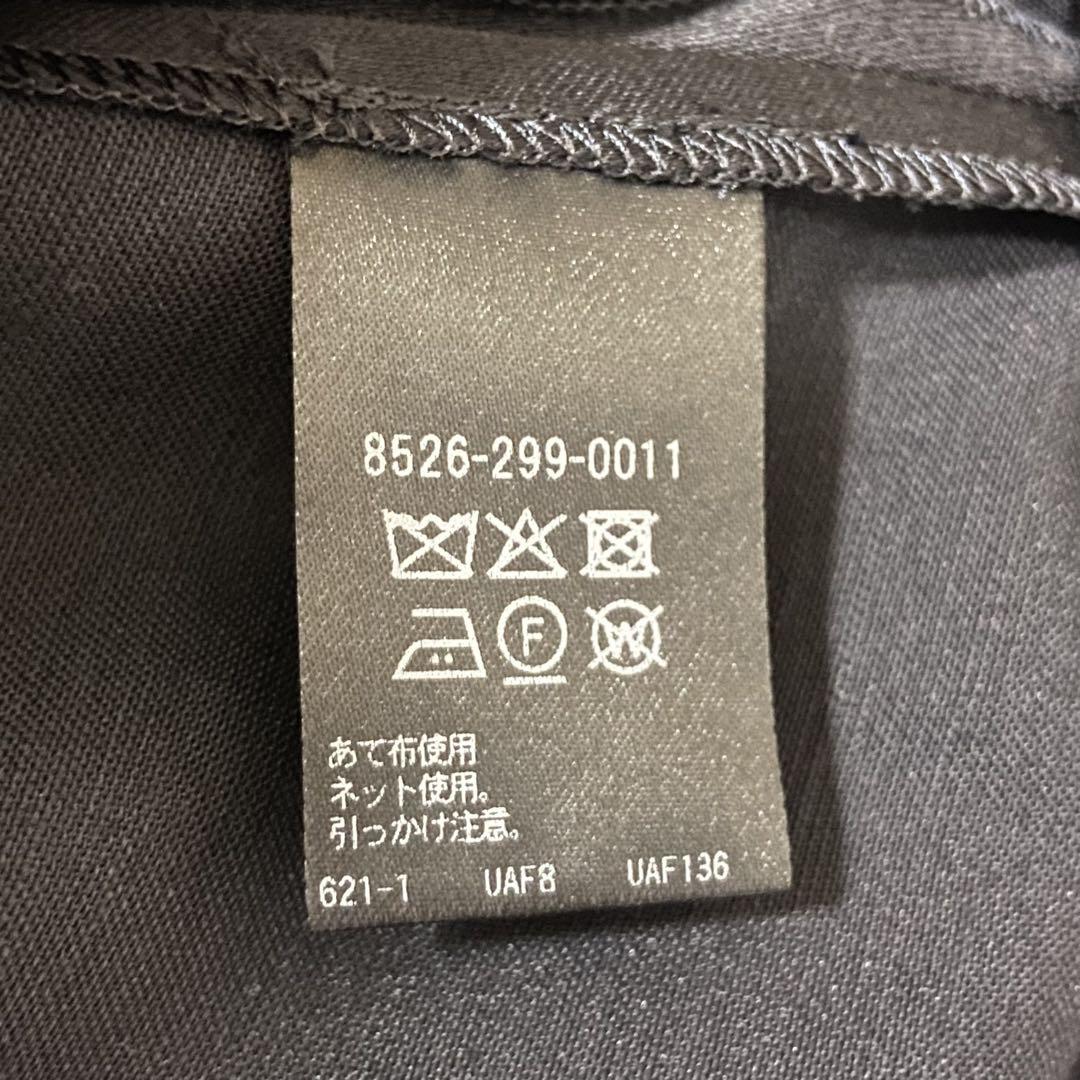 8526-299-0011
F W
あて布使用
ネット使用。
引っかけ注意。
621-1 UAF8 UAF136